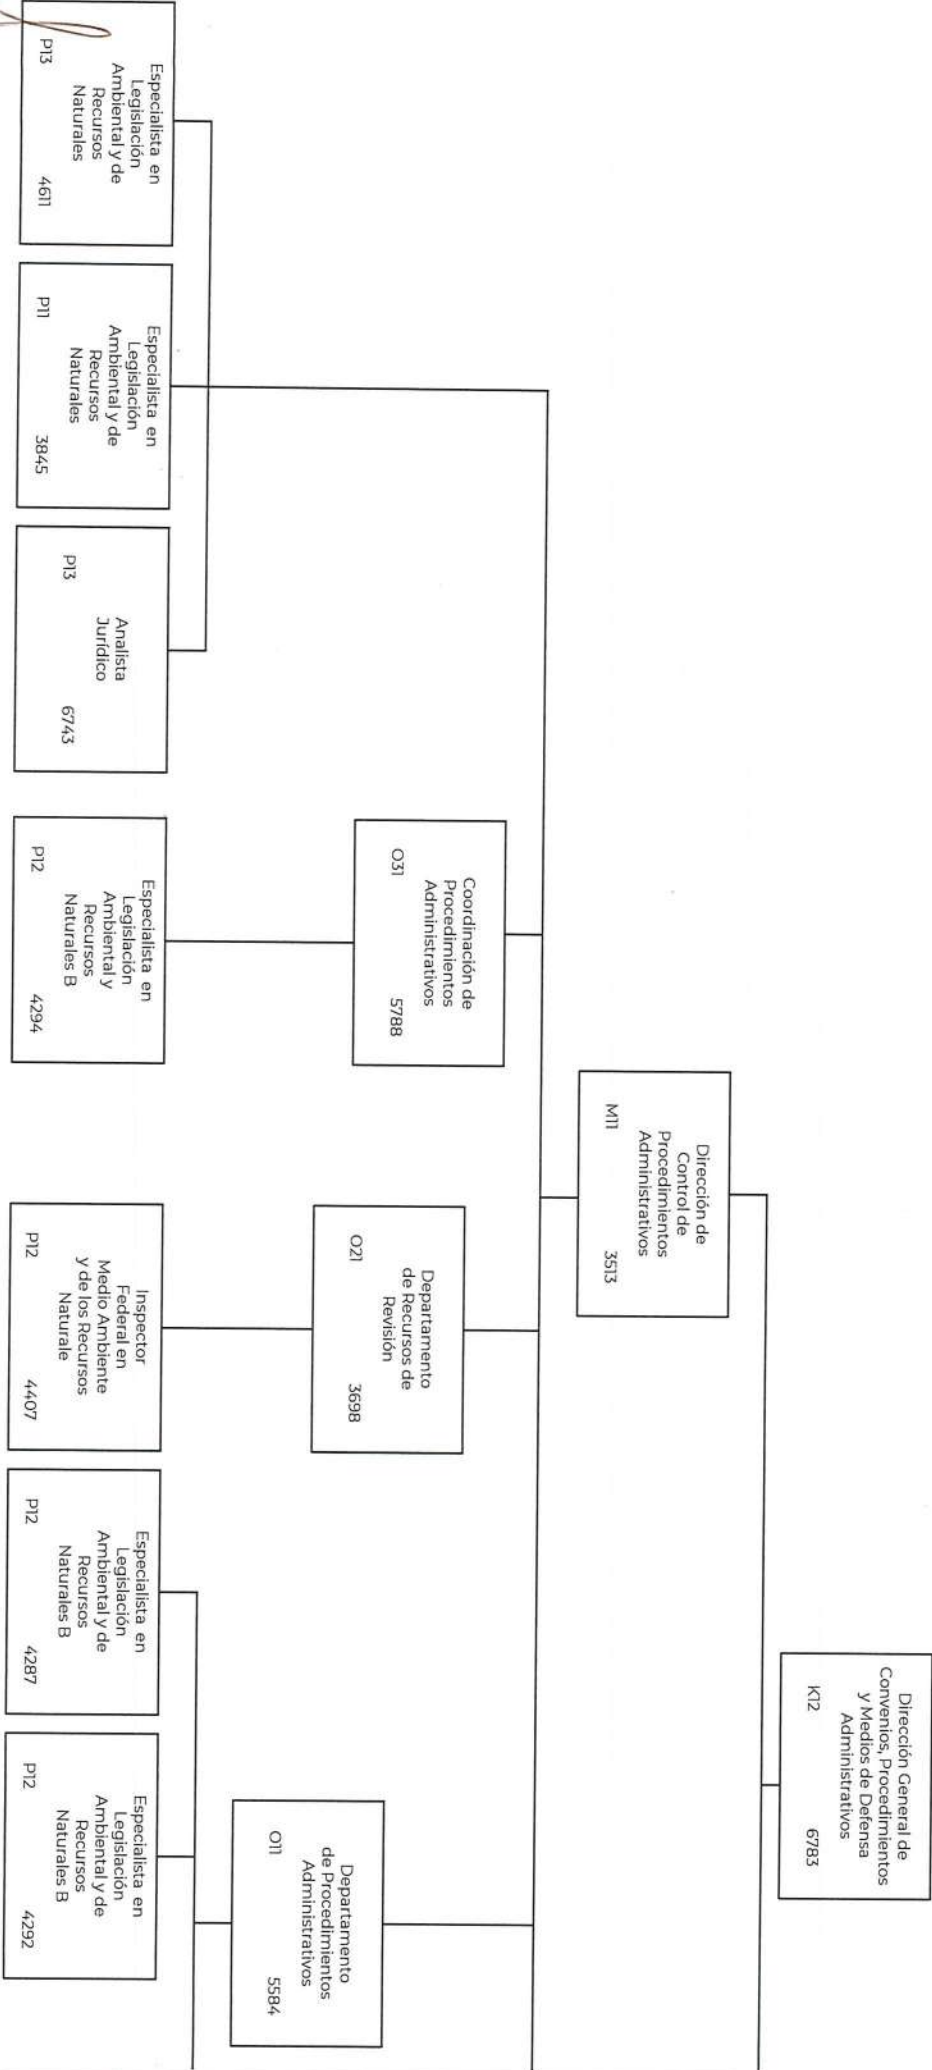 Dirección General de
Convenios, Procedimientos
y Medios de Defensa
Administrativos
K12 6783
Dirección de
Control de
Procedimientos
Administrativos
M11 3513
Coordinación de
Procedimientos
Administrativos
O31 5788
Departamento
de Recursos de
Revisión
O21 3698
Departamento
de Procedimientos
Administrativos
O11 5584
Especialista en
Legislación
Ambiental y de
Recursos
Naturales
P13 4611
Especialista en
Legislación
Ambiental y de
Recursos
Naturales
P11 3845
Analista
Jurídico
P13 6743
Especialista en
Legislación
Ambiental y
Recursos
Naturales B
P12 4294
Inspector
Federal en
Medio Ambiente
y de los Recursos
Naturale
P12 4407
Especialista en
Legislación
Ambiental y de
Recursos
Naturales B
P12 4287
Especialista en
Legislación
Ambiental y de
Recursos
Naturales B
P12 4292